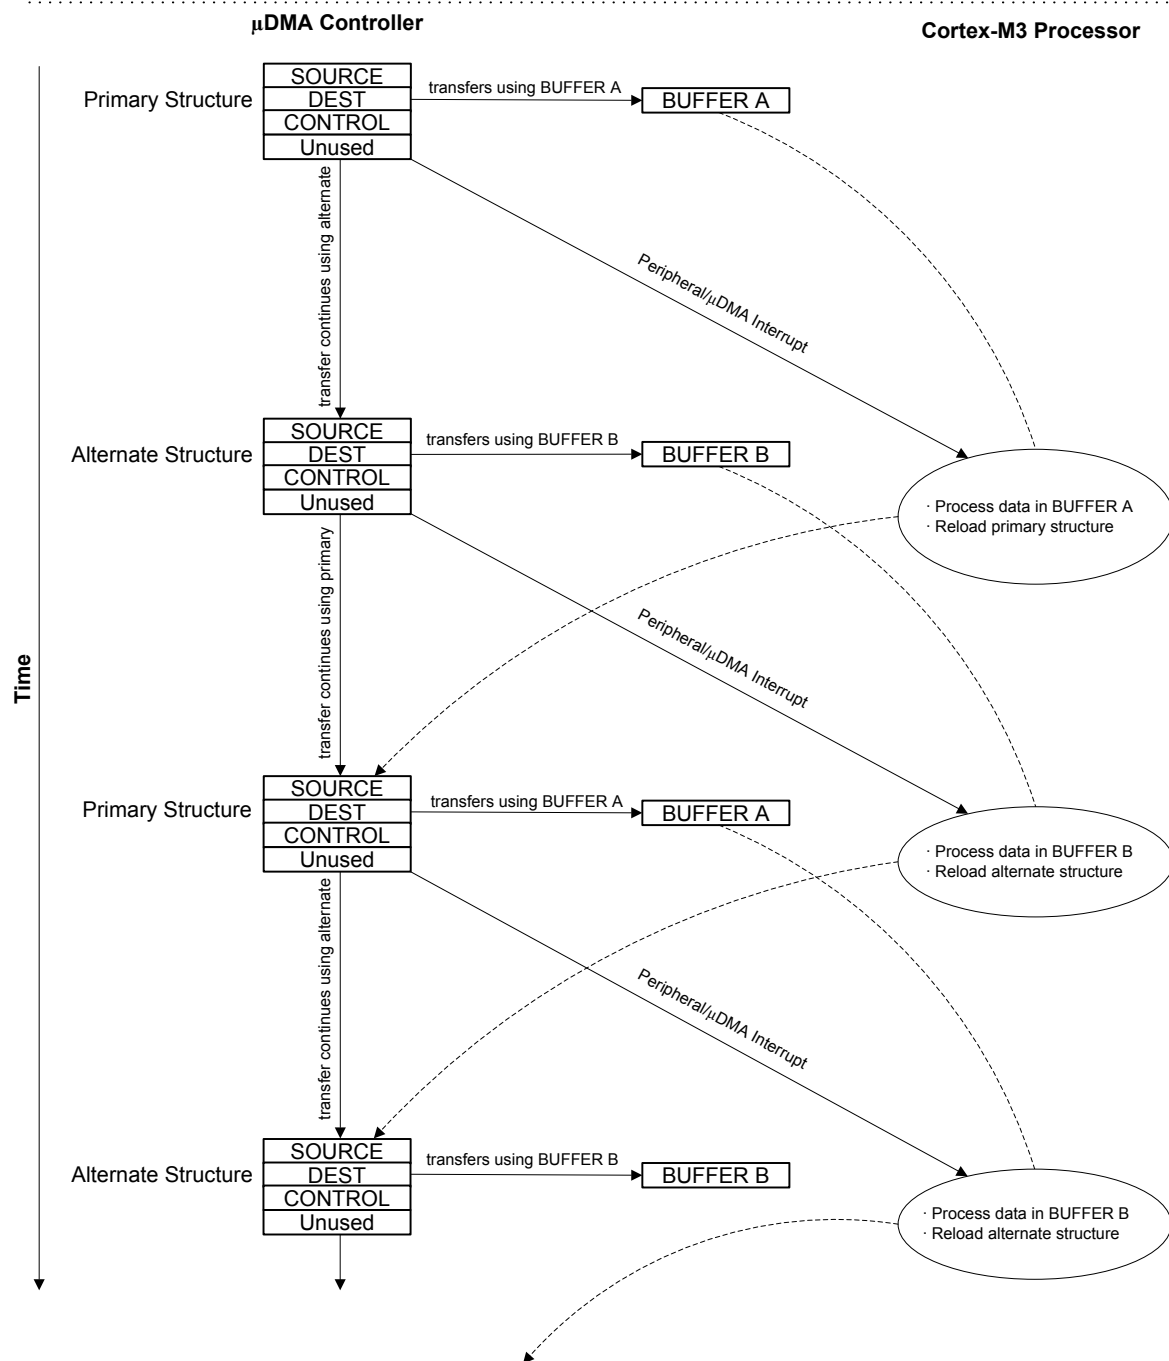 μDMA Controller
Cortex-M3 Processor
Time
Primary Structure
SOURCE
DEST
CONTROL
Unused
transfers using BUFFER A
BUFFER A
transfer continues using alternate
Peripheral/μDMA Interrupt
Alternate Structure
SOURCE
DEST
CONTROL
Unused
transfers using BUFFER B
BUFFER B
· Process data in BUFFER A
· Reload primary structure
transfer continues using primary
Peripheral/μDMA Interrupt
Primary Structure
SOURCE
DEST
CONTROL
Unused
transfers using BUFFER A
BUFFER A
· Process data in BUFFER B
· Reload alternate structure
transfer continues using alternate
Peripheral/μDMA Interrupt
Alternate Structure
SOURCE
DEST
CONTROL
Unused
transfers using BUFFER B
BUFFER B
· Process data in BUFFER B
· Reload alternate structure